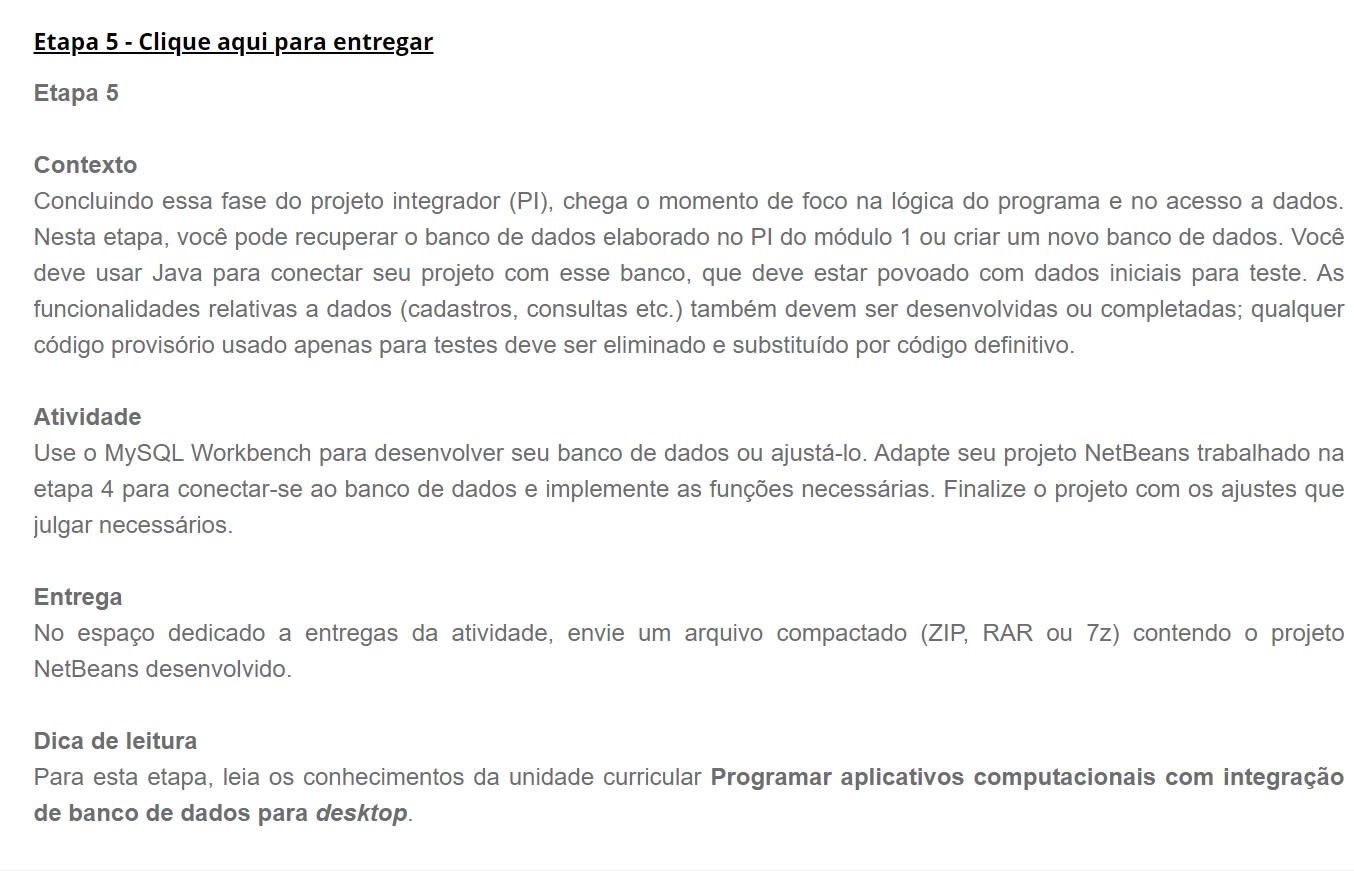 Etapa 5 - Clique aqui para entregar
Etapa 5
Contexto
Concluindo essa fase do projeto integrador (PI), chega o momento de foco na lógica do programa e no acesso a dados.
Nesta etapa, você pode recuperar o banco de dados elaborado no PI do módulo 1 ou criar um novo banco de dados. Você
deve usar Java para conectar seu projeto com esse banco, que deve estar povoado com dados iniciais para teste. As
funcionalidades relativas a dados (cadastros, consultas etc.) também devem ser desenvolvidas ou completadas; qualquer
código provisório usado apenas para testes deve ser eliminado e substituído por código definitivo.
Atividade
Use o MySQL Workbench para desenvolver seu banco de dados ou ajustá-lo. Adapte seu projeto NetBeans trabalhado na
etapa 4 para conectar-se ao banco de dados e implemente as funções necessárias. Finalize o projeto com os ajustes que
julgar necessários.
Entrega
No espaço dedicado a entregas da atividade, envie um arquivo compactado (ZIP, RAR ou 7z) contendo o projeto
NetBeans desenvolvido.
Dica de leitura
Para esta etapa, leia os conhecimentos da unidade curricular Programar aplicativos computacionais com integração
de banco de dados para desktop.